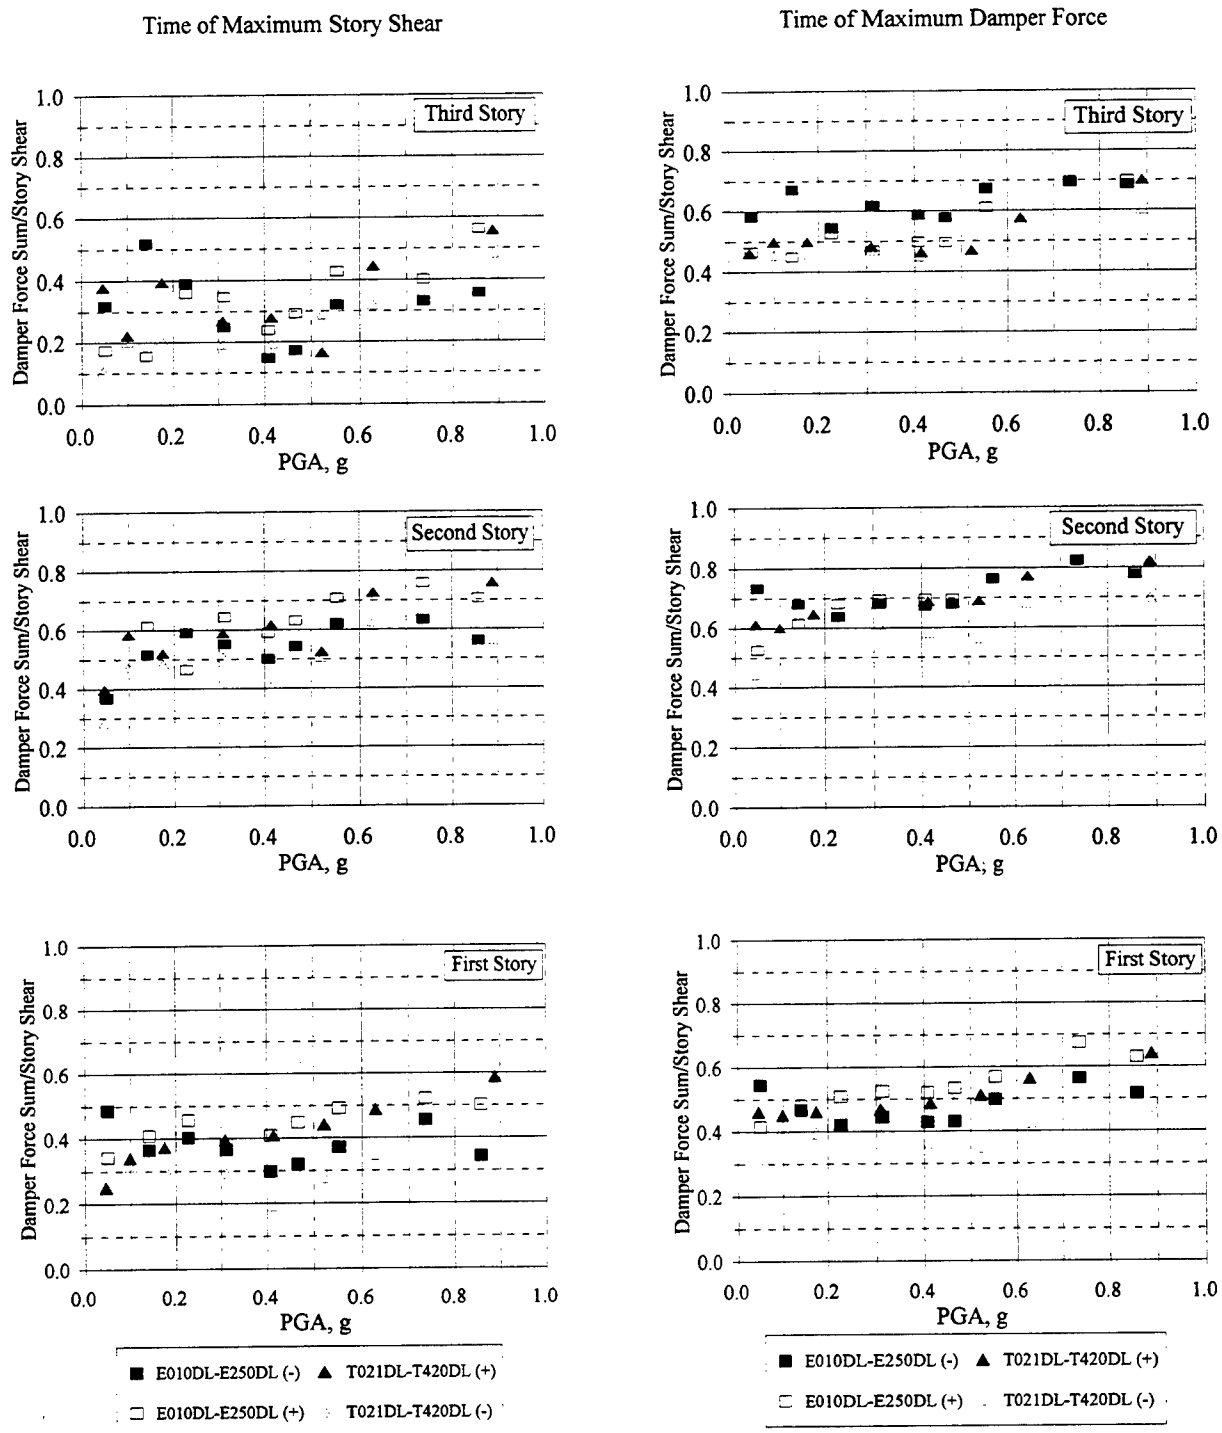 Time of Maximum Story Shear
Time of Maximum Damper Force
Damper Force Sum/Story Shear
1.0
0.8
0.6
0.4
0.2
0.0
Third Story
0.0 0.2 0.4 0.6 0.8 1.0
PGA, g
Damper Force Sum/Story Shear
1.0
0.8
0.6
0.4
0.2
0.0
Third Story
0.0 0.2 0.4 0.6 0.8 1.0
PGA, g
Damper Force Sum/Story Shear
1.0
0.8
0.6
0.4
0.2
0.0
Second Story
0.0 0.2 0.4 0.6 0.8 1.0
PGA, g
Damper Force Sum/Story Shear
1.0
0.8
0.6
0.4
0.2
0.0
Second Story
0.0 0.2 0.4 0.6 0.8 1.0
PGA, g
Damper Force Sum/Story Shear
1.0
0.8
0.6
0.4
0.2
0.0
First Story
0.0 0.2 0.4 0.6 0.8 1.0
PGA, g
Damper Force Sum/Story Shear
1.0
0.8
0.6
0.4
0.2
0.0
First Story
0.0 0.2 0.4 0.6 0.8 1.0
PGA, g
E010DL-E250DL (-) T021DL-T420DL (+)
E010DL-E250DL (+) T021DL-T420DL (-)
E010DL-E250DL (-) T021DL-T420DL (+)
E010DL-E250DL (+) T021DL-T420DL (-)